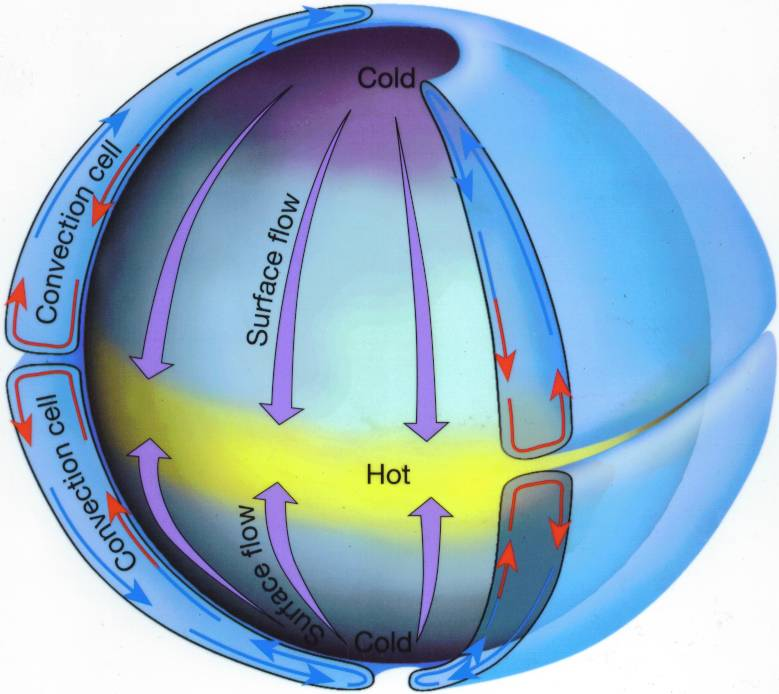 Cold
Convection cell
Surface flow
Hot
Convection cell
Surface flow
Cold